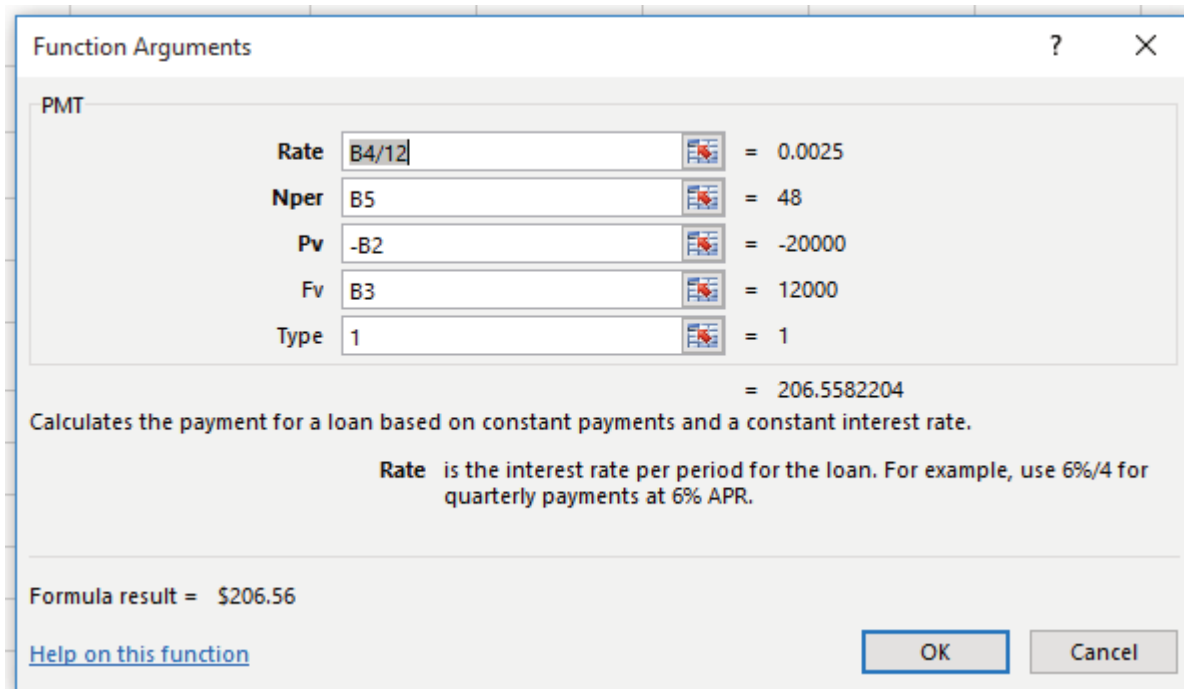 Function Arguments ? ×
PMT
Rate B4/12 = 0.0025
Nper B5 = 48
Pv -B2 = -20000
Fv B3 = 12000
Type 1 = 1
= 206.5582204
Calculates the payment for a loan based on constant payments and a constant interest rate.
Rate is the interest rate per period for the loan. For example, use 6%/4 for
quarterly payments at 6% APR.
Formula result = $206.56
Help on this function OK Cancel